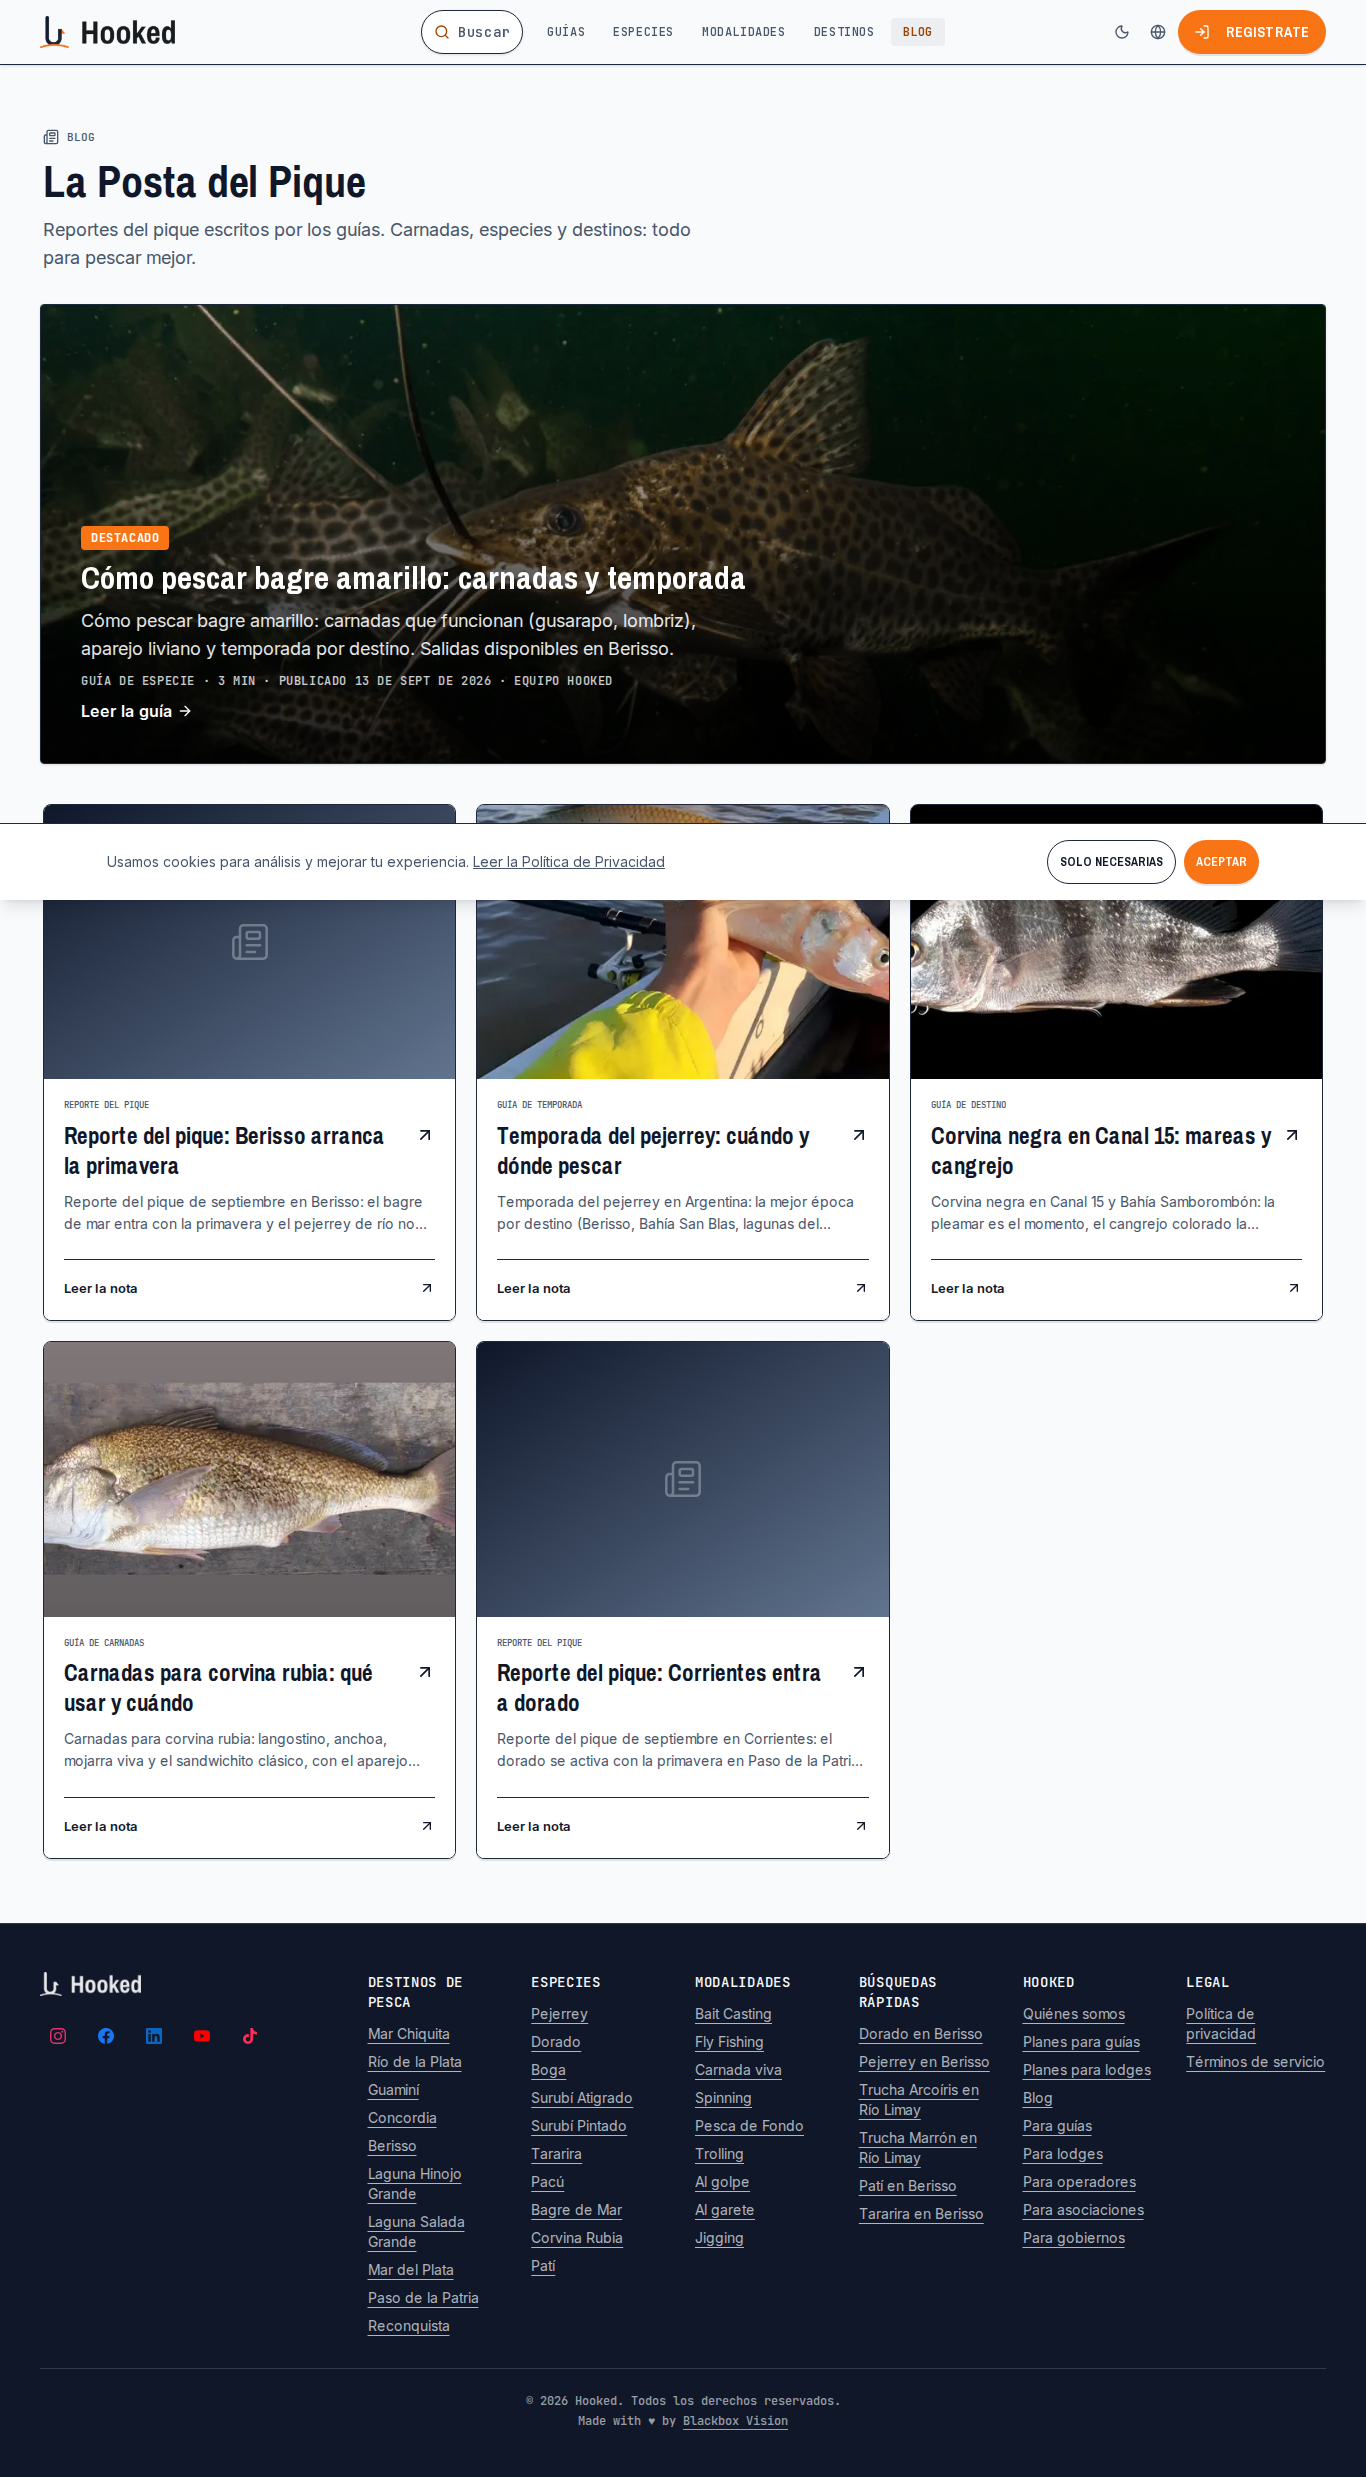 Hooked
Buscar
GUÍAS
ESPECIES
MODALIDADES
DESTINOS
BLOG
REGISTRATE
BLOG
La Posta del Pique
Reportes del pique escritos por los guías. Carnadas, especies y destinos: todo
para pescar mejor.
DESTACADO
Cómo pescar bagre amarillo: carnadas y temporada
Cómo pescar bagre amarillo: carnadas que funcionan (gusarapo, lombriz),
aparejo liviano y temporada por destino. Salidas disponibles en Berisso.
GUÍA DE ESPECIE · 3 MIN · PUBLICADO 13 DE SEPT DE 2026 · EQUIPO HOOKED
Leer la guía →
Usamos cookies para análisis y mejorar tu experiencia. Leer la Política de Privacidad
SOLO NECESARIAS
ACEPTAR
REPORTE DEL PIQUE
Reporte del pique: Berisso arranca
la primavera
Reporte del pique de septiembre en Berisso: el bagre
de mar entra con la primavera y el pejerrey de río no...
Leer la nota
GUÍA DE TEMPORADA
Temporada del pejerrey: cuándo y
dónde pescar
Temporada del pejerrey en Argentina: la mejor época
por destino (Berisso, Bahía San Blas, lagunas del...
Leer la nota
GUÍA DE DESTINO
Corvina negra en Canal 15: mareas y
cangrejo
Corvina negra en Canal 15 y Bahía Samborombón: la
pleamar es el momento, el cangrejo colorado la...
Leer la nota
GUÍA DE CARNADAS
Carnadas para corvina rubia: qué
usar y cuándo
Carnadas para corvina rubia: langostino, anchoa,
mojarra viva y el sandwichito clásico, con el aparejo...
Leer la nota
REPORTE DEL PIQUE
Reporte del pique: Corrientes entra
a dorado
Reporte del pique de septiembre en Corrientes: el
dorado se activa con la primavera en Paso de la Patri...
Leer la nota
Hooked
DESTINOS DE
PESCA
Mar Chiquita
Río de la Plata
Guaminí
Concordia
Berisso
Laguna Hinojo
Grande
Laguna Salada
Grande
Mar del Plata
Paso de la Patria
Reconquista
ESPECIES
Pejerrey
Dorado
Boga
Surubí Atigrado
Surubí Pintado
Tararira
Pacú
Bagre de Mar
Corvina Rubia
Patí
MODALIDADES
Bait Casting
Fly Fishing
Carnada viva
Spinning
Pesca de Fondo
Trolling
Al golpe
Al garete
Jigging
BÚSQUEDAS
RÁPIDAS
Dorado en Berisso
Pejerrey en Berisso
Trucha Arcoíris en
Río Limay
Trucha Marrón en
Río Limay
Patí en Berisso
Tararira en Berisso
HOOKED
Quiénes somos
Planes para guías
Planes para lodges
Blog
Para guías
Para lodges
Para operadores
Para asociaciones
Para gobiernos
LEGAL
Política de
privacidad
Términos de servicio
© 2026 Hooked. Todos los derechos reservados.
Made with ♥ by Blackbox Vision